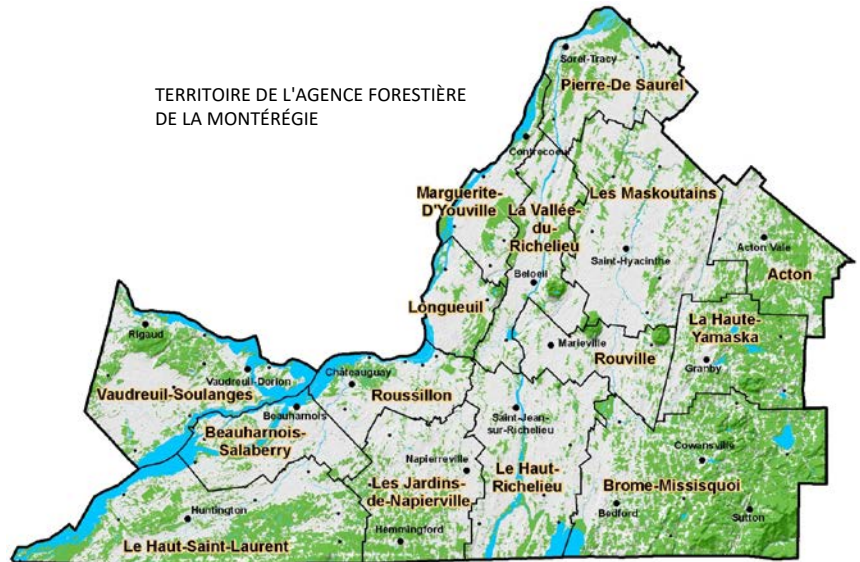 TERRITOIRE DE L'AGENCE FORESTIÈRE
DE LA MONTÉRÉGIE
Sorel-Tracy
Pierre-De Saurel
Contrecoeur
Marguerite-
D'Youville
La Vallée-
du-
Richelieu
Les Maskoutains
Saint-Hyacinthe
Acton Vale
Acton
Beloeil
Longueuil
La Haute-
Yamaska
Granby
Marieville
Rouville
Rigaud
Vaudreuil-Dorion
Vaudreuil-Soulanges
Châteauguay
Roussillon
Beauharnois
Beauharnois-
Salaberry
Saint-Jean-
sur-Richelieu
Napierreville
Les Jardins-
de-Napierville
Le Haut-
Richelieu
Cowansville
Brome-Missisquoi
Bedford
Sutton
Huntington
Hemmingford
Le Haut-Saint-Laurent